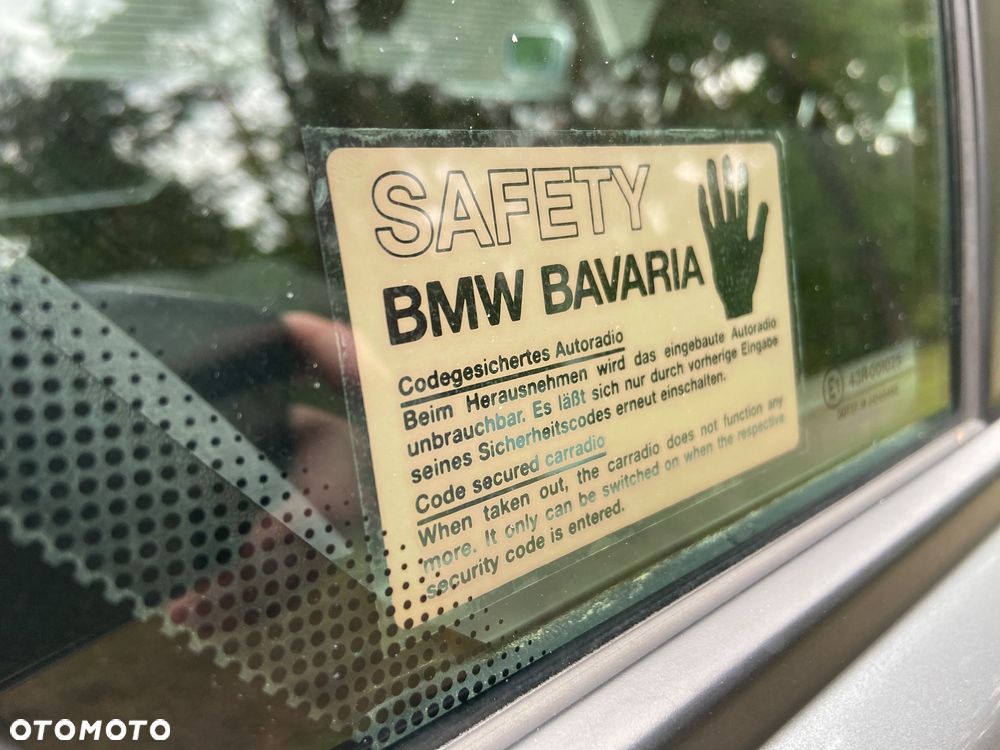 SAFETY
BMW BAVARIA
Codegesichertes Autoradio
Beim Herausnehmen wird das eingebaute Autoradio
unbrauchbar. Es läßt sich nur durch vorherige Eingabe
seines Sicherheitscodes erneut einschalten.
Code secured carradio
When taken out, the carradio does not function any
more. It only can be switched on when the respective
security code is entered.
E1
OTOMOTO